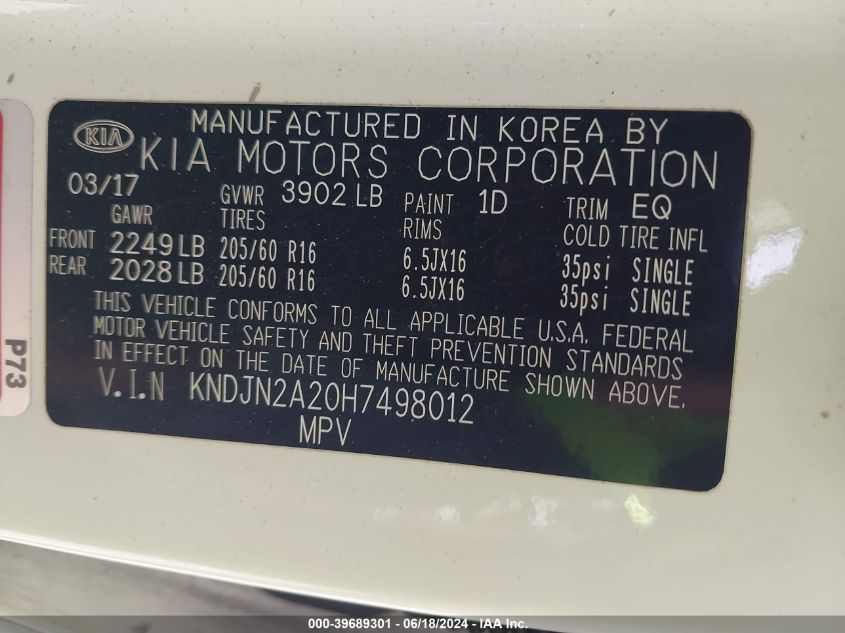 KIA
MANUFACTURED IN KOREA BY
KIA MOTORS CORPORATION
03/17 GVWR 3902 LB PAINT 1D TRIM EQ
GAWR TIRES RIMS COLD TIRE INFL
FRONT 2249 LB 205/60 R16 6.5JX16 35psi SINGLE
REAR 2028 LB 205/60 R16 6.5JX16 35psi SINGLE
THIS VEHICLE CONFORMS TO ALL APPLICABLE U.S.A. FEDERAL
MOTOR VEHICLE SAFETY AND THEFT PREVENTION STANDARDS
IN EFFECT ON THE DATE OF MANUFACTURE SHOWN ABOVE.
V.I.N KNDJN2A20H7498012
MPV
P73
000-39689301 - 06/18/2024 - IAA Inc.